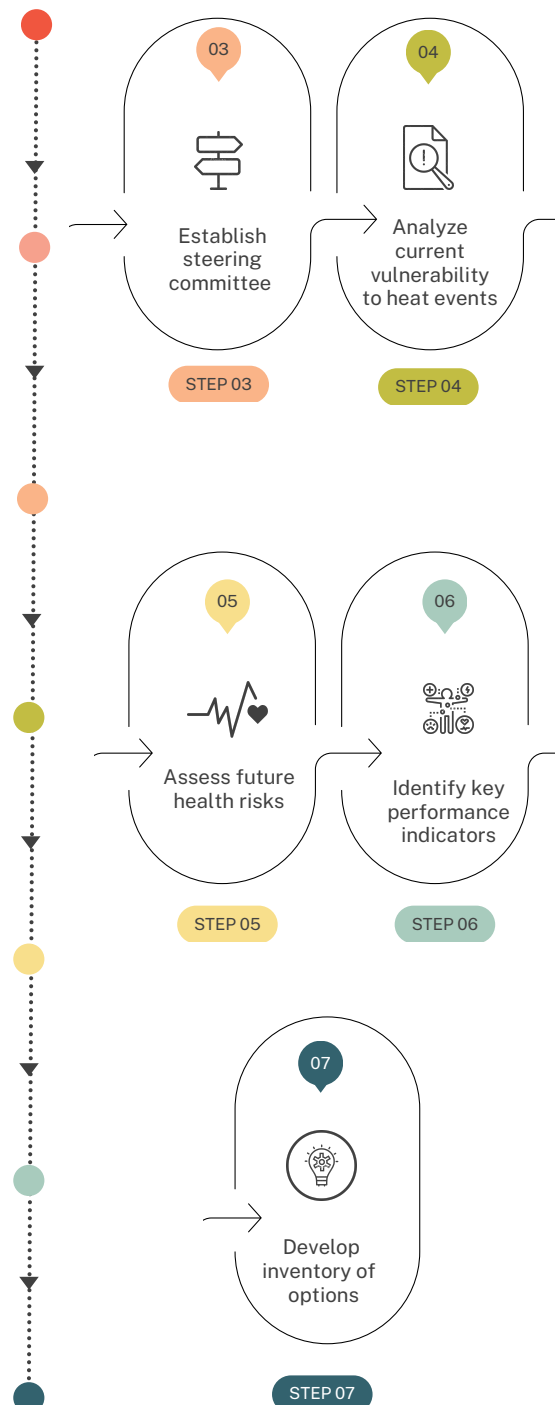 03
04
Establish
steering
committee
Analyze
current
vulnerability
to heat events
STEP 03
STEP 04
05
06
Assess future
health risks
Identify key
performance
indicators
STEP 05
STEP 06
07
Develop
inventory of
options
STEP 07